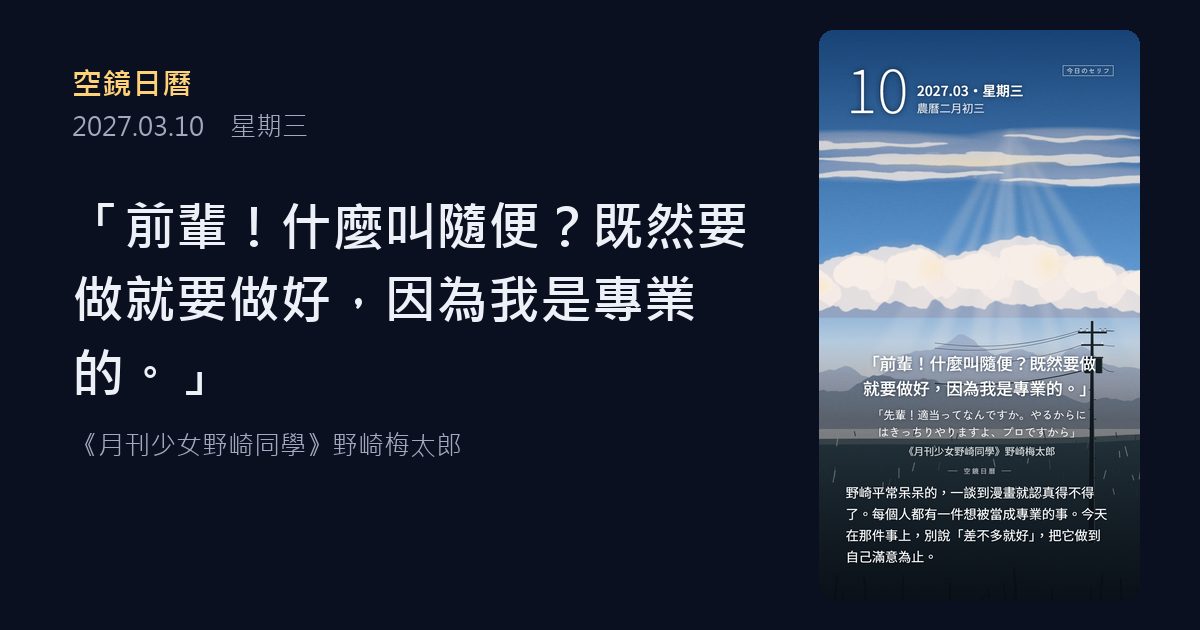 空鏡日曆
2027.03.10　星期三
「前輩！什麼叫隨便？既然要
做就要做好，因為我是專業
的。」
《月刊少女野崎同學》野崎梅太郎
今日のセリフ
10
2027.03・星期三
農曆二月初三
「前輩！什麼叫隨便？既然要做
就要做好，因為我是專業的。」
「先輩！適当ってなんですか。やるからに
はきっちりやりますよ、プロですから」
《月刊少女野崎同學》野崎梅太郎
— 空鏡日曆 —
野崎平常呆呆的，一談到漫畫就認真得不得
了。每個人都有一件想被當成專業的事。今天
在那件事上，別說「差不多就好」，把它做到
自己滿意為止。